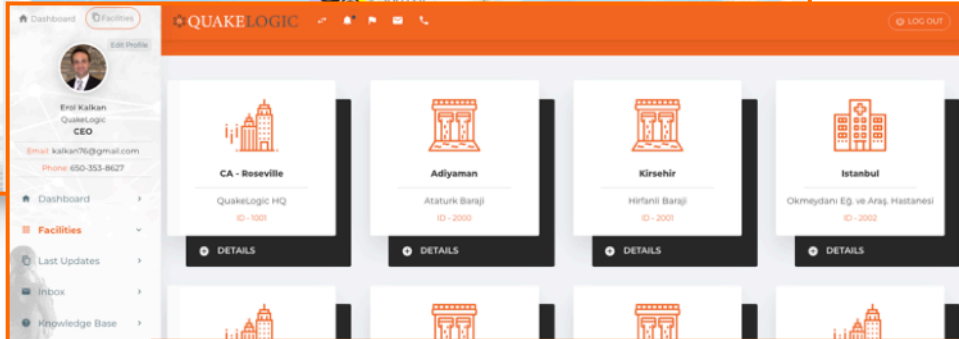 Dashboard
Facilities
QUAKELOGIC
LOG OUT
Edit Profile
Erol Kalkan
QuakeLogic
CEO
Email: kalkan76@gmail.com
Phone: 650-353-8627
Dashboard
Facilities
Last Updates
Inbox
Knowledge Base
CA - Roseville
QuakeLogic HQ
ID - 1001
DETAILS
Adiyaman
Ataturk Baraji
ID - 2000
DETAILS
Kirsehir
Hirfanli Baraji
ID - 2001
DETAILS
Istanbul
Okmeydanı Eğ. ve Araş. Hastanesi
ID - 2002
DETAILS